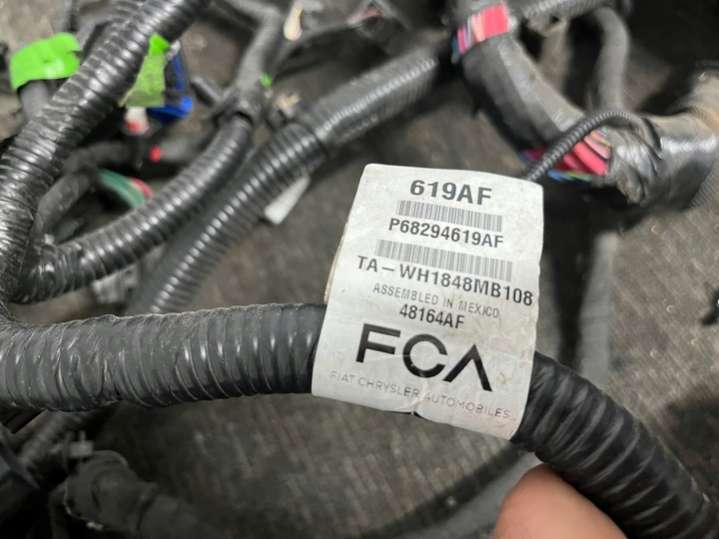 619AF
P68294619AF
TA-WH1848MB108
ASSEMBLED IN MEXICO
48164AF
FCA
FIAT CHRYSLER AUTOMOBILES